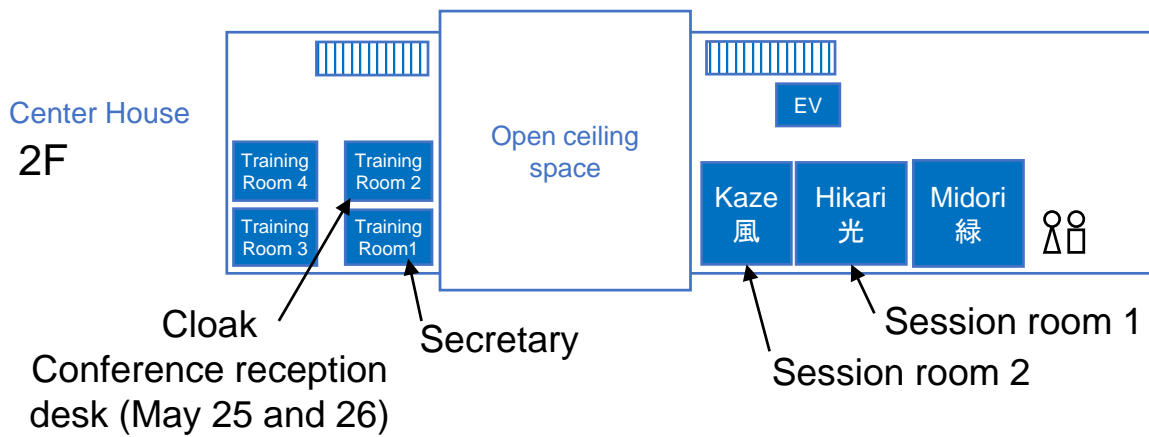 Center House
2F
Training
Room 4
Training
Room 2
Training
Room 3
Training
Room1
Open ceiling
space
EV
Kaze
風
Hikari
光
Midori
緑
Cloak
Conference reception
desk (May 25 and 26)
Secretary
Session room 1
Session room 2